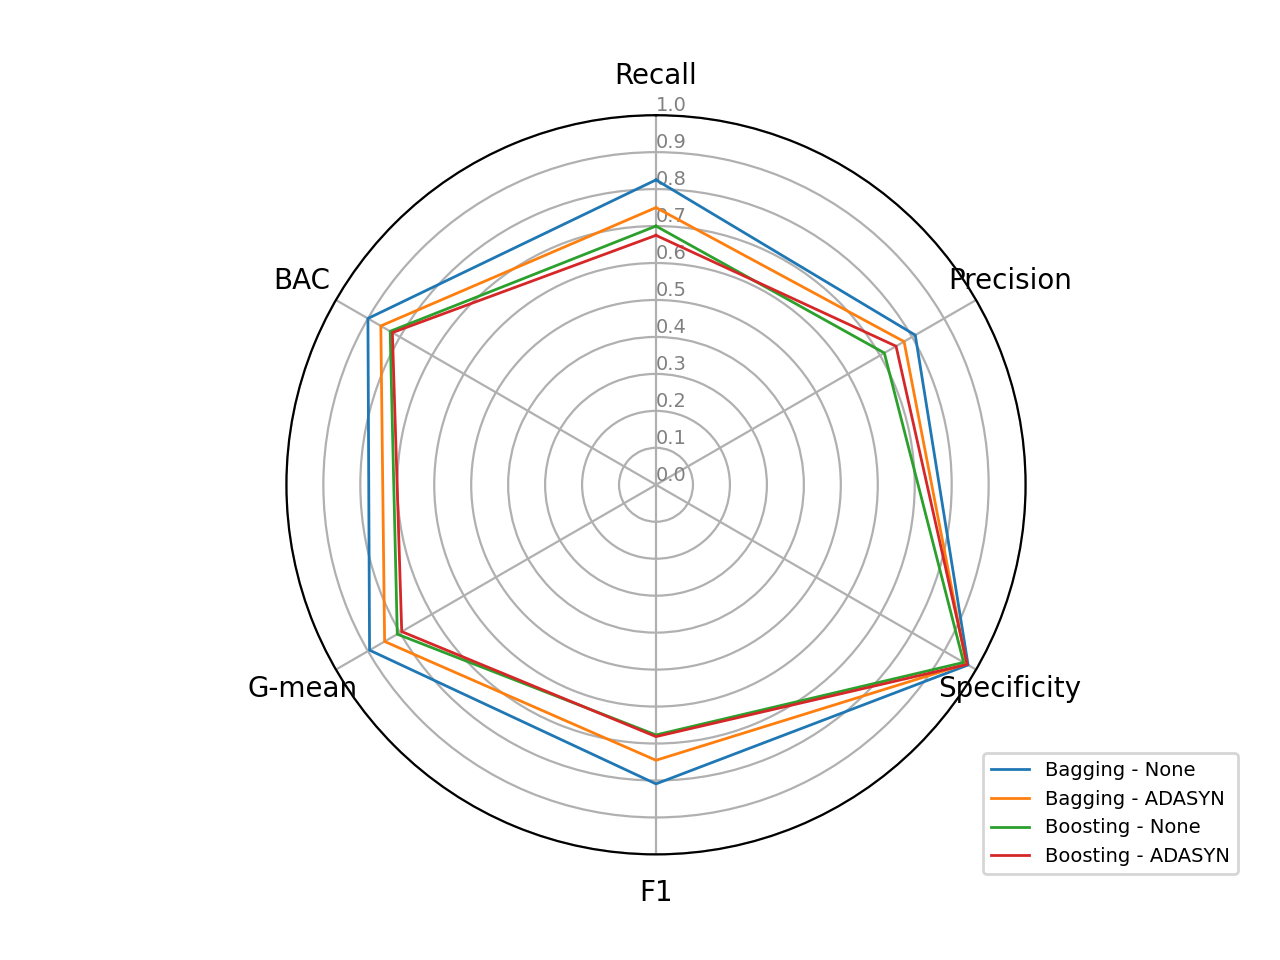 Recall
1.0
0.9
0.8
0.7
0.6
0.5
0.4
0.3
0.2
0.1
0.0
BAC
Precision
G-mean
Specificity
F1
Bagging - None
Bagging - ADASYN
Boosting - None
Boosting - ADASYN